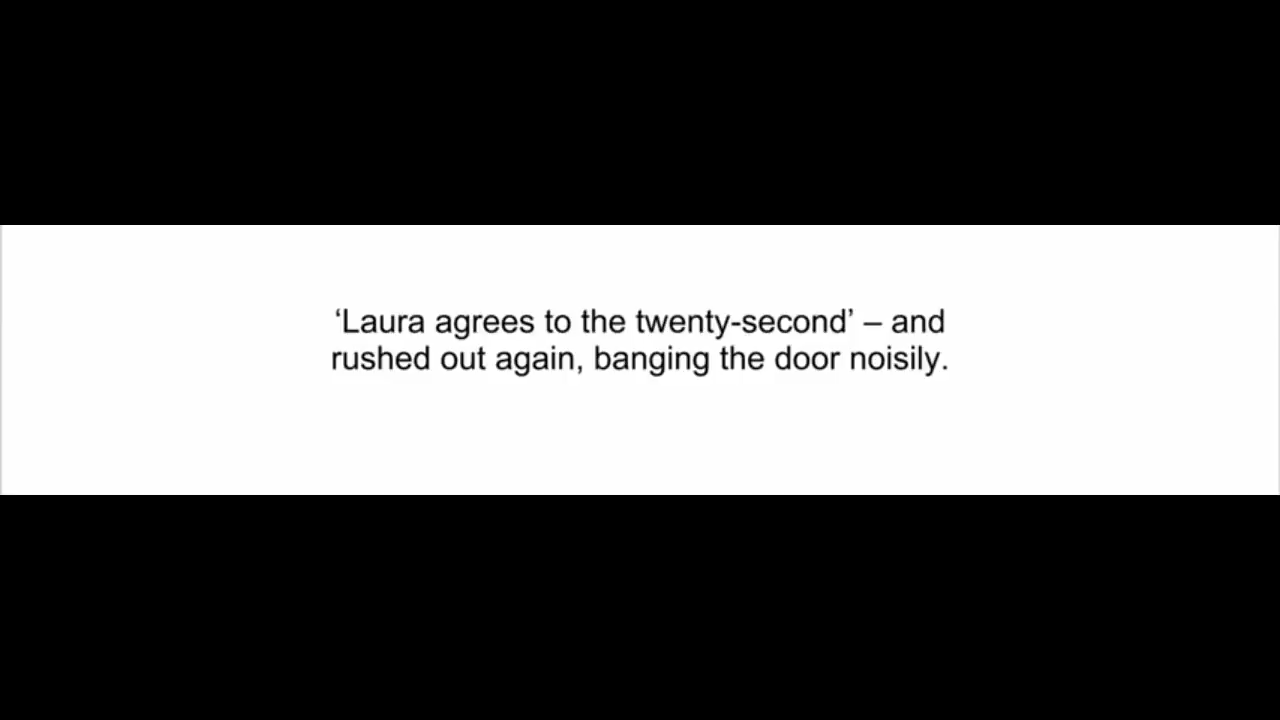 ‘Laura agrees to the twenty-second’ – and
rushed out again, banging the door noisily.